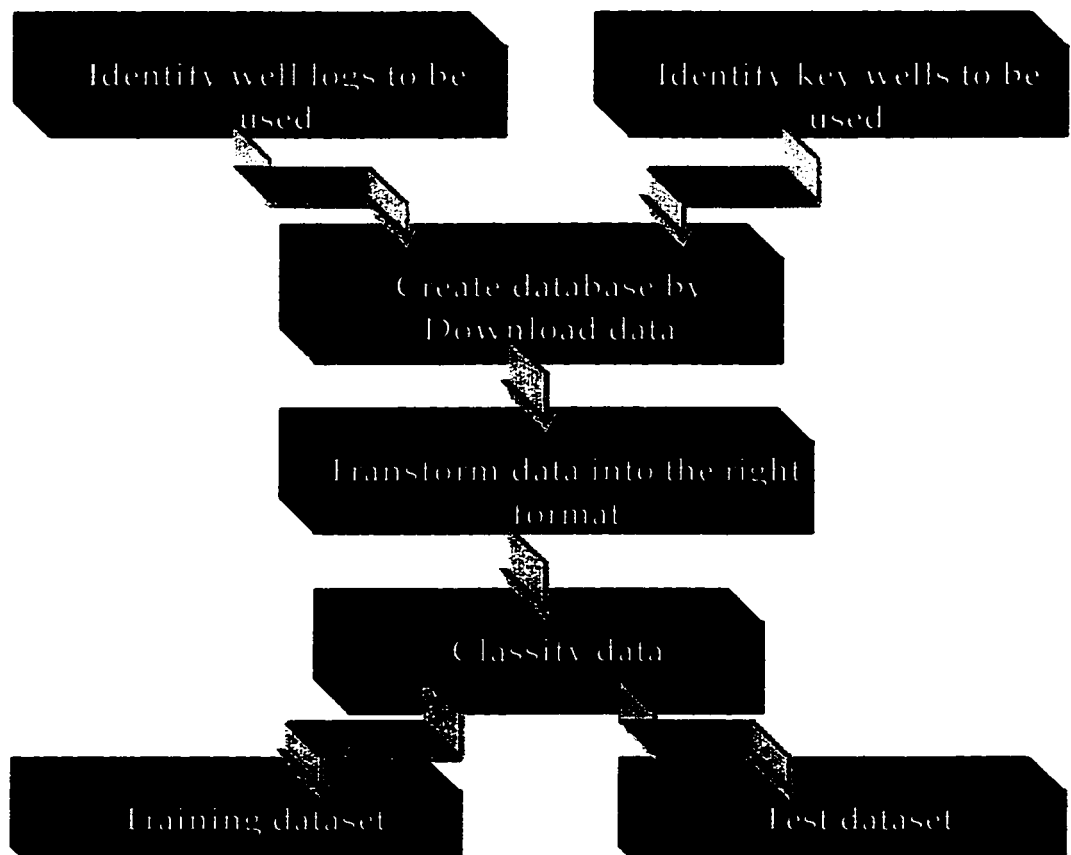 Identify well logs to be
used
Identify key wells to be
used
Create database by
Download data
Transform data into the right
format
Classify data
Training dataset
Test dataset